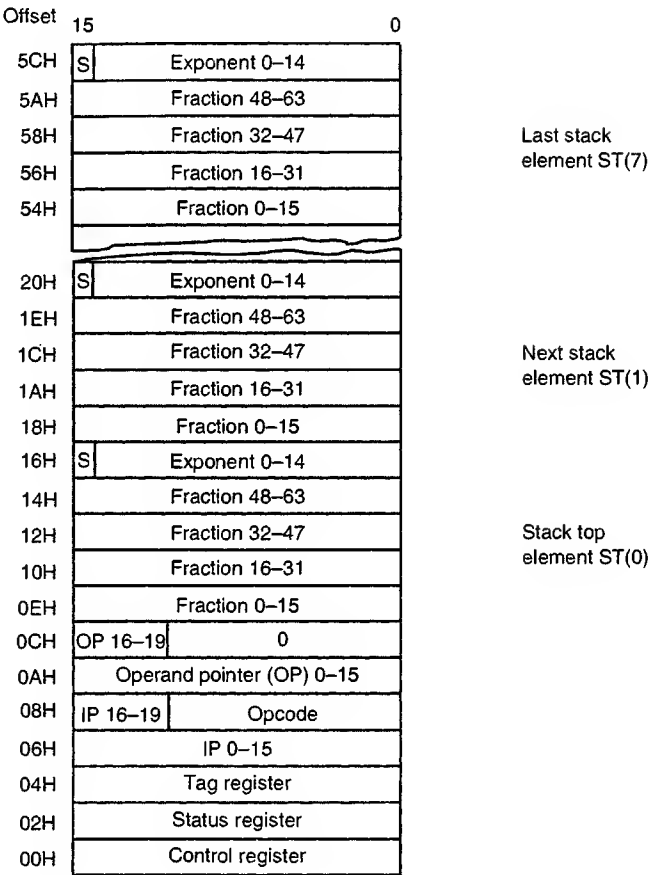 Offset 15 0
5CH S Exponent 0–14
5AH Fraction 48–63
58H Fraction 32–47 Last stack
56H Fraction 16–31 element ST(7)
54H Fraction 0–15
20H S Exponent 0–14
1EH Fraction 48–63
1CH Fraction 32–47 Next stack
1AH Fraction 16–31 element ST(1)
18H Fraction 0–15
16H S Exponent 0–14
14H Fraction 48–63
12H Fraction 32–47 Stack top
10H Fraction 16–31 element ST(0)
0EH Fraction 0–15
0CH OP 16–19 0
0AH Operand pointer (OP) 0–15
08H IP 16–19 Opcode
06H IP 0–15
04H Tag register
02H Status register
00H Control register